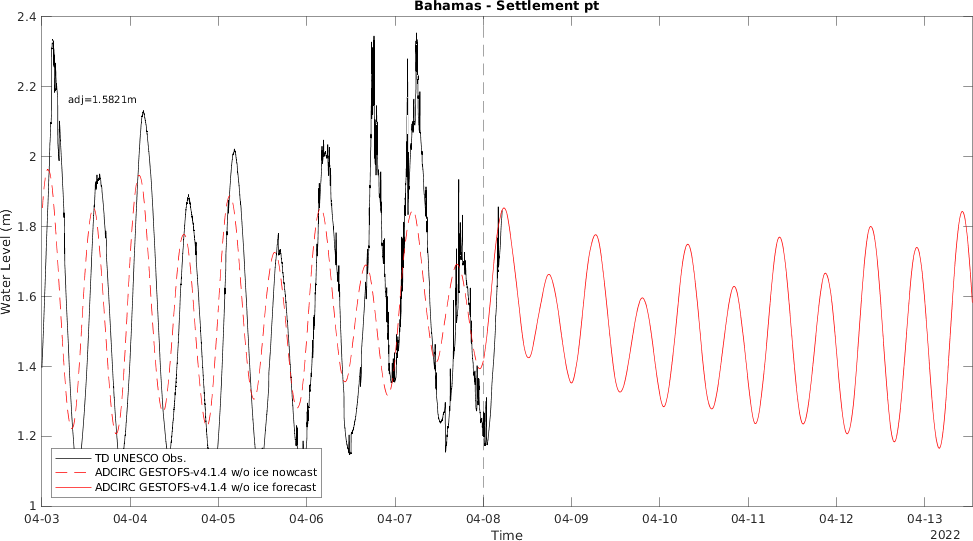 Bahamas - Settlement pt
2.4
2.2
adj=1.5821m
2
1.8
1.6
1.4
1.2
1
Water Level (m)
TD UNESCO Obs.
ADCIRC GESTOFS-v4.1.4 w/o ice nowcast
ADCIRC GESTOFS-v4.1.4 w/o ice forecast
04-03 04-04 04-05 04-06 04-07 04-08 04-09 04-10 04-11 04-12 04-13
Time
2022